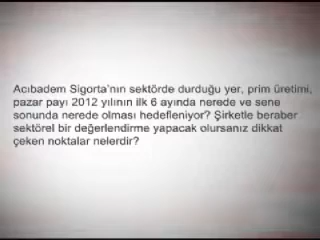 Acıbadem Sigorta'nın sektörde durduğu yer, prim üretimi,
pazar payı 2012 yılının ilk 6 ayında nerede ve sene
sonunda nerede olması hedefleniyor? Şirketle beraber
sektörel bir değerlendirme yapacak olursanız dikkat
çeken noktalar nelerdir?